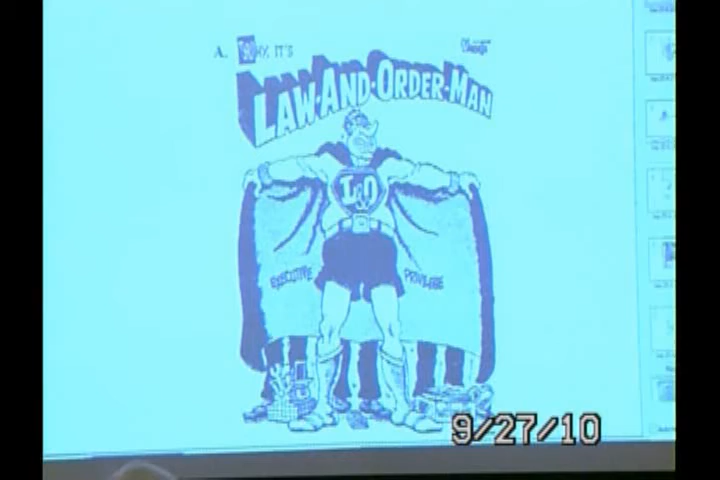 A. WHY, IT'S
LAW-AND-ORDER-MAN
L&O
EXECUTIVE PRIVILEGE
9/27/10